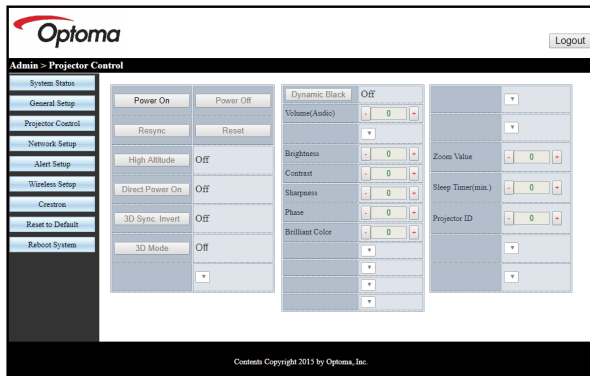 Optoma
Logout
Admin > Projector Control
System Status
General Setup
Projector Control
Network Setup
Alert Setup
Wireless Setup
Crestron
Reset to Default
Reboot System
Power On Power Off
Resync Reset
High Altitude Off
Direct Power On Off
3D Sync. Invert Off
3D Mode Off
Dynamic Black Off
Volume(Audio) - 0 +
Brightness - 0 +
Contrast - 0 +
Sharpness - 0 +
Phase - 0 +
Brilliant Color - 0 +
Zoom Value - 0 +
Sleep Timer(min.) - 0 +
Projector ID - 0 +
Contents Copyright 2015 by Optoma, Inc.